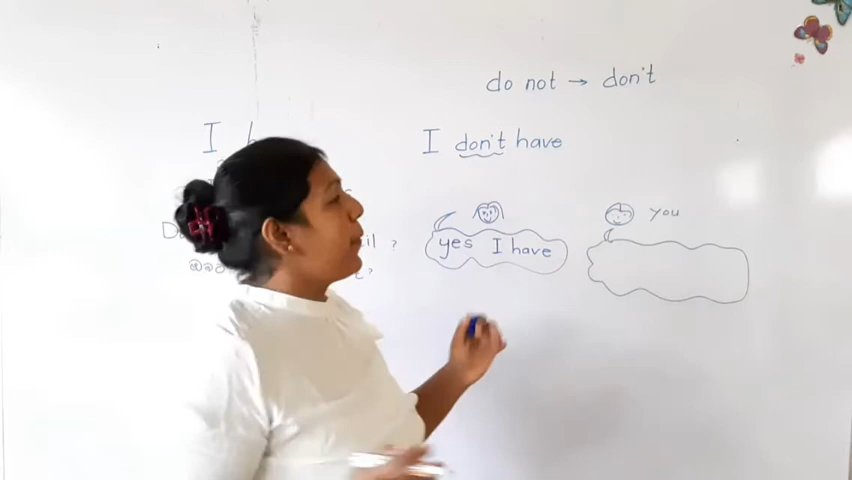 do not → don't
I
I don't have
you
?
yes I have
?